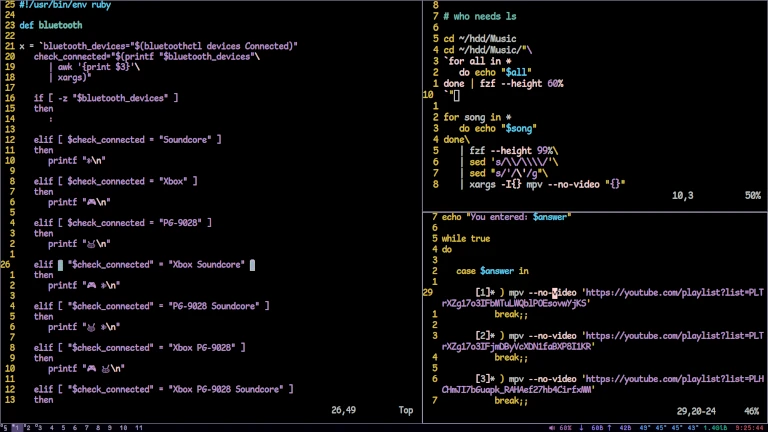 25 #!/usr/bin/env ruby
24
23 def bluetooth
22
21 x = `bluetooth_devices="$(bluetoothctl devices Connected)"
20 check_connected="$(printf "$bluetooth_devices"\
19 | awk '{print $3}'\
18 | xargs)"
17
16 if [ -z "$bluetooth_devices" ]
15 then
14 :
13
12 elif [ $check_connected = "Soundcore" ]
11 then
10 printf "\n"
9
8 elif [ $check_connected = "Xbox" ]
7 then
6 printf "🎮\n"
5
4 elif [ $check_connected = "PG-9028" ]
3 then
2 printf "\n"
1
26 elif [ "$check_connected" = "Xbox Soundcore" ]
1 then
2 printf "🎮 \n"
3
4 elif [ "$check_connected" = "PG-9028 Soundcore" ]
5 then
6 printf "\n"
7
8 elif [ "$check_connected" = "Xbox PG-9028" ]
9 then
10 printf "🎮 \n"
11
12 elif [ "$check_connected" = "Xbox PG-9028 Soundcore" ]
13 then
26,49 Top
8
7 # who needs ls
6
5 cd ~/hdd/Music
4 cd ~/hdd/Music/"\
3 `for all in *
2 do echo "$all"
1 done | fzf --height 60%
10 `"
1
2 for song in *
3 do echo "$song"
4 done\
5 | fzf --height 99%\
6 | sed 's/\\/\\\\/'\
7 | sed "s/'/\'/g"\
8 | xargs -I{} mpv --no-video "{}"
10,3 50%
7 echo "You entered: $answer"
6
5 while true
4 do
3
2 case $answer in
1
29 [1]* ) mpv --no-video 'https://youtube.com/playlist?list=PLT
1 break;;
2
3 [2]* ) mpv --no-video 'https://youtube.com/playlist?list=PLT
4 break;;
5
6 [3]* ) mpv --no-video 'https://youtube.com/playlist?list=PLH
7 break;;
29,20-24 46%
1 2 3 4 5 6 7 8 9 10 11
60% ↓ 60B ↑ 42B 49° 45° 45° 43° 9:25:44